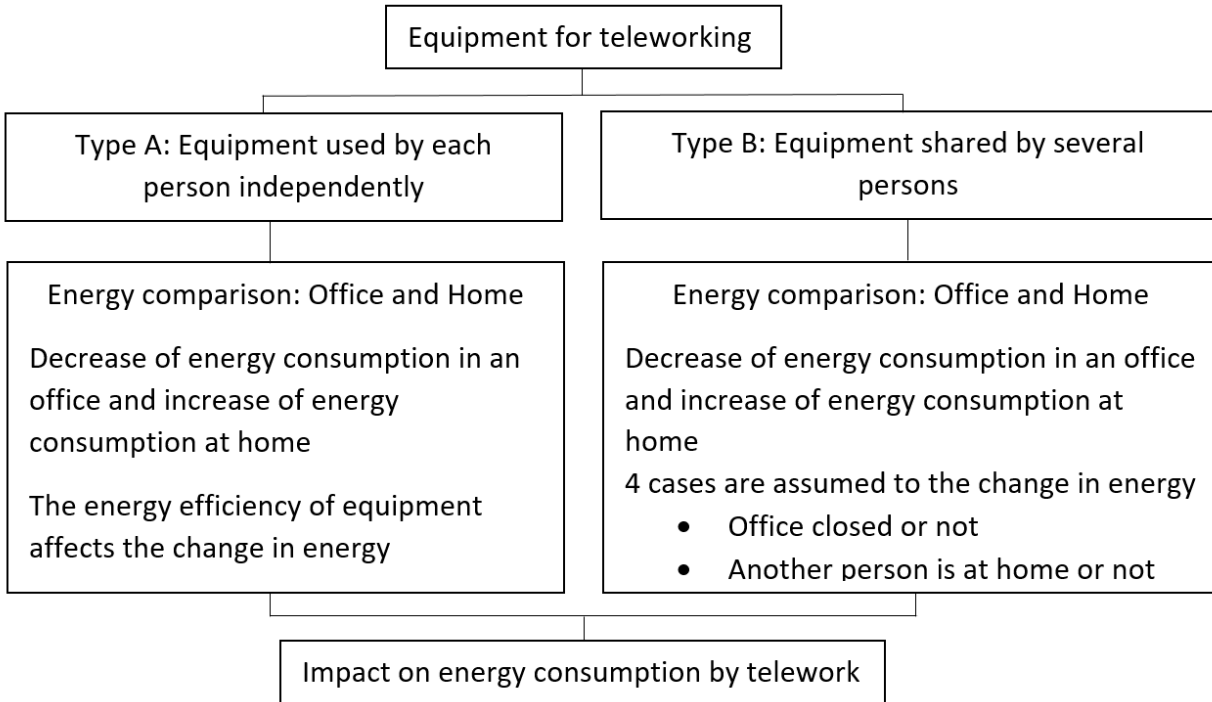 Equipment for teleworking
Type A: Equipment used by each
person independently
Type B: Equipment shared by several
persons
Energy comparison: Office and Home
Decrease of energy consumption in an
office and increase of energy
consumption at home
The energy efficiency of equipment
affects the change in energy
Energy comparison: Office and Home
Decrease of energy consumption in an office
and increase of energy consumption at
home
4 cases are assumed to the change in energy
• Office closed or not
• Another person is at home or not
Impact on energy consumption by telework